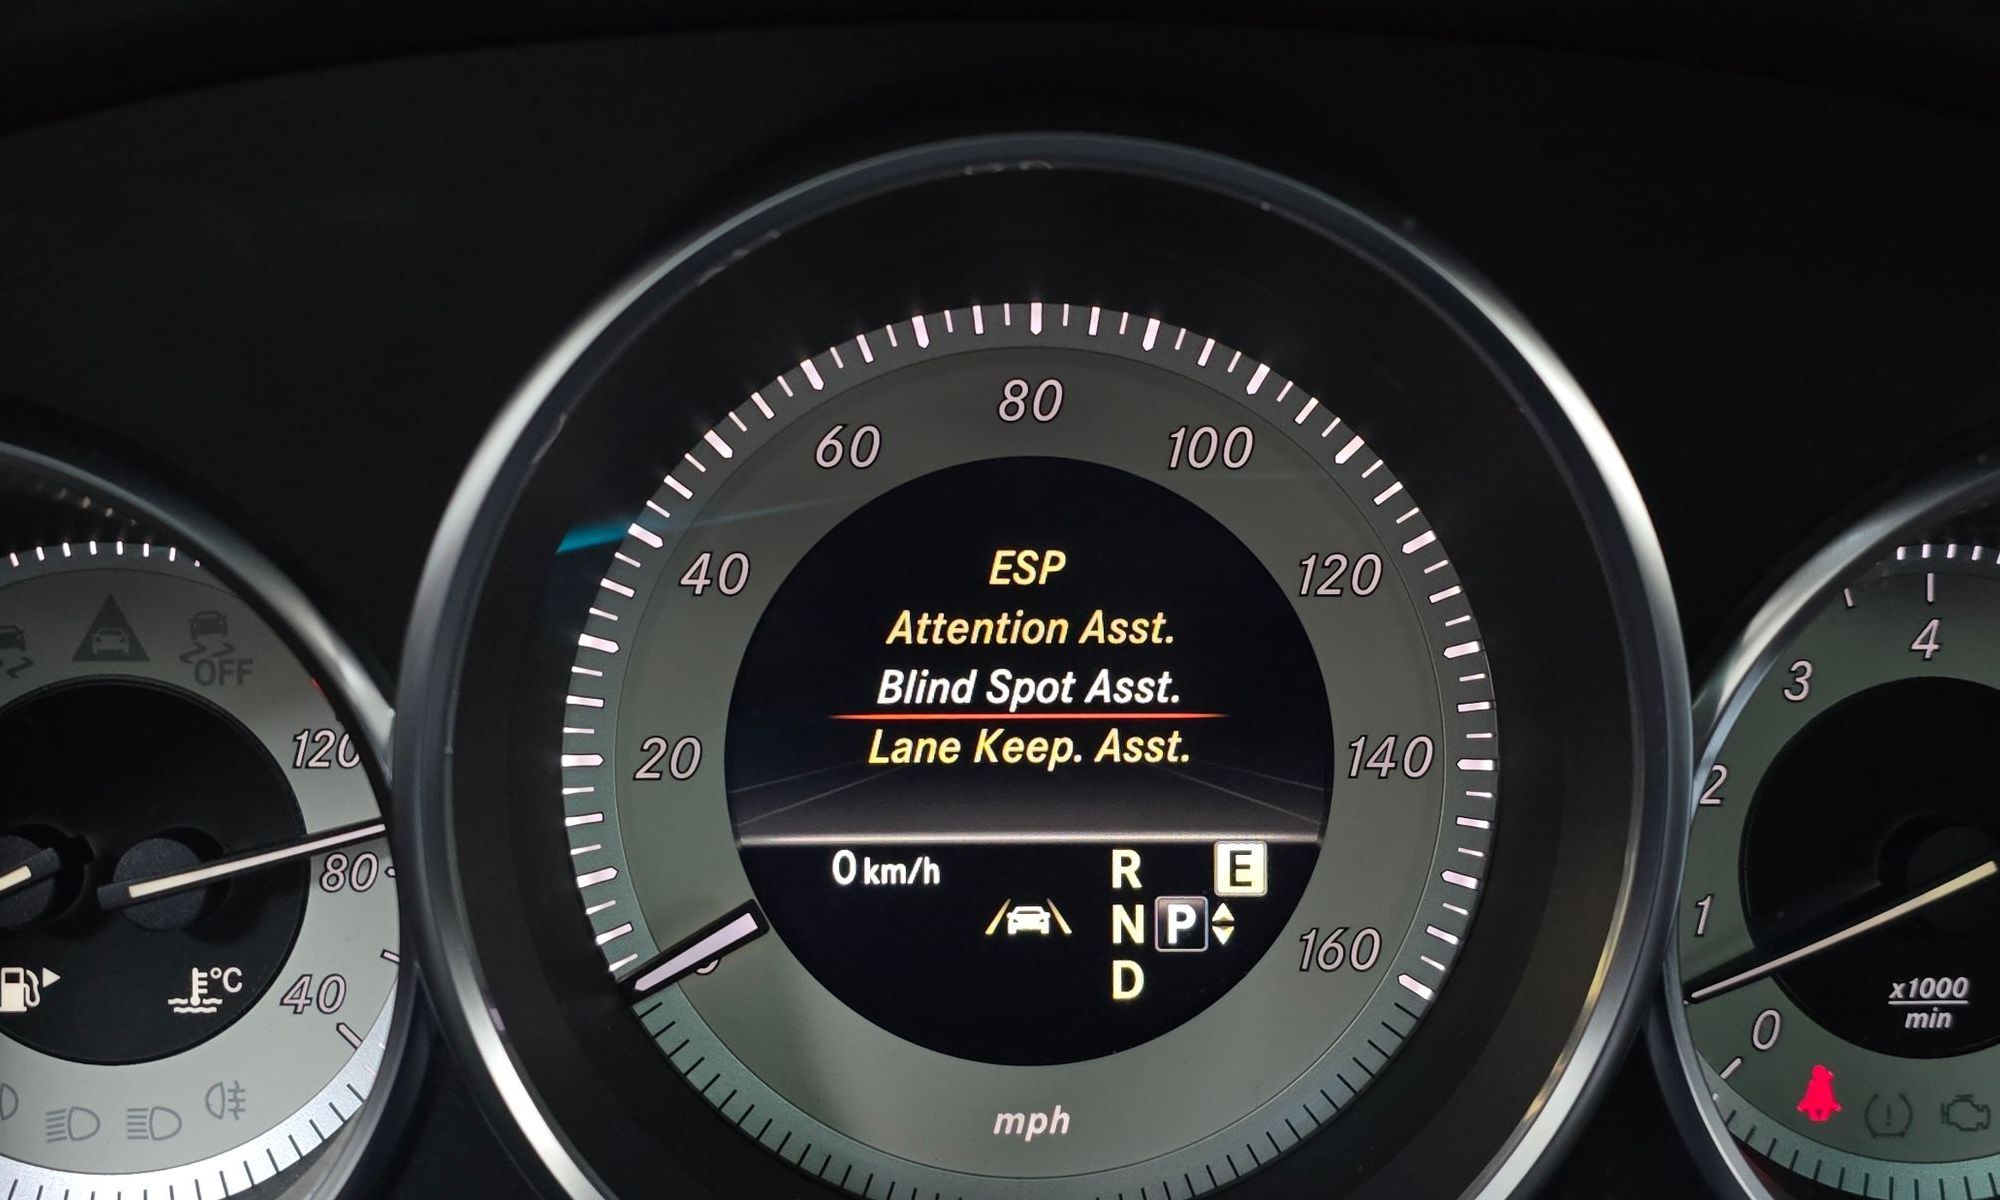 ESP
Attention Asst.
Blind Spot Asst.
Lane Keep. Asst.
0 km/h
R
E
N P
D
20
40
60
80
100
120
140
160
mph
OFF
120
80
40
°C
0
1
2
3
4
x1000
min